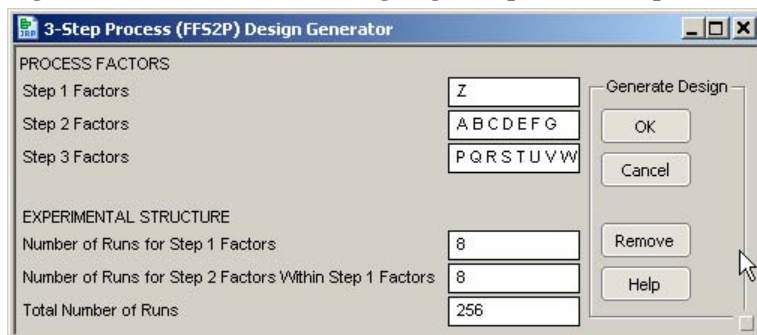 3-Step Process (FFS2P) Design Generator
PROCESS FACTORS
Step 1 Factors Z
Step 2 Factors A B C D E F G
Step 3 Factors P Q R S T U V W
EXPERIMENTAL STRUCTURE
Number of Runs for Step 1 Factors 8
Number of Runs for Step 2 Factors Within Step 1 Factors 8
Total Number of Runs 256
Generate Design
OK
Cancel
Remove
Help